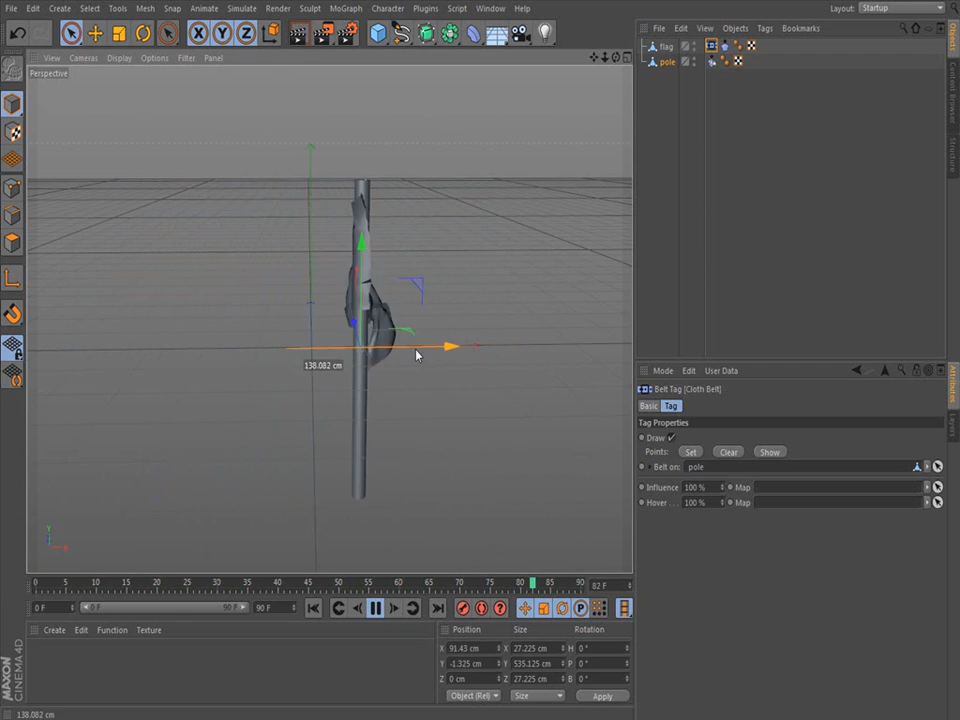 File Edit Create Select Tools Mesh Snap Animate Simulate Render Sculpt MoGraph Character Plugins Script Window Help
Layout: Startup
X Y Z
File Edit View Objects Tags Bookmarks
flag
pole
View Cameras Display Options Filter Panel
Perspective
138.082 cm
Y
X
Objects
Content Browser
Structure
Mode Edit User Data
Belt Tag [Cloth Belt]
Basic Tag
Tag Properties
Draw
Points: Set Clear Show
Belt on: pole
Influence 100 % Map
Hover . . . 100 % Map
Attributes
Layers
0 5 10 15 20 25 30 35 40 45 50 55 60 65 70 75 80 85 90 82 F
0 F 0 F 90 F 90 F
Create Edit Function Texture
Position Size Rotation
X 91.43 cm X 27.225 cm H 0 °
Y -1.325 cm Y 535.125 cm P 0 °
Z 0 cm Z 27.225 cm B 0 °
Object (Rel) Size Apply
MAXON
CINEMA 4D
138.082 cm